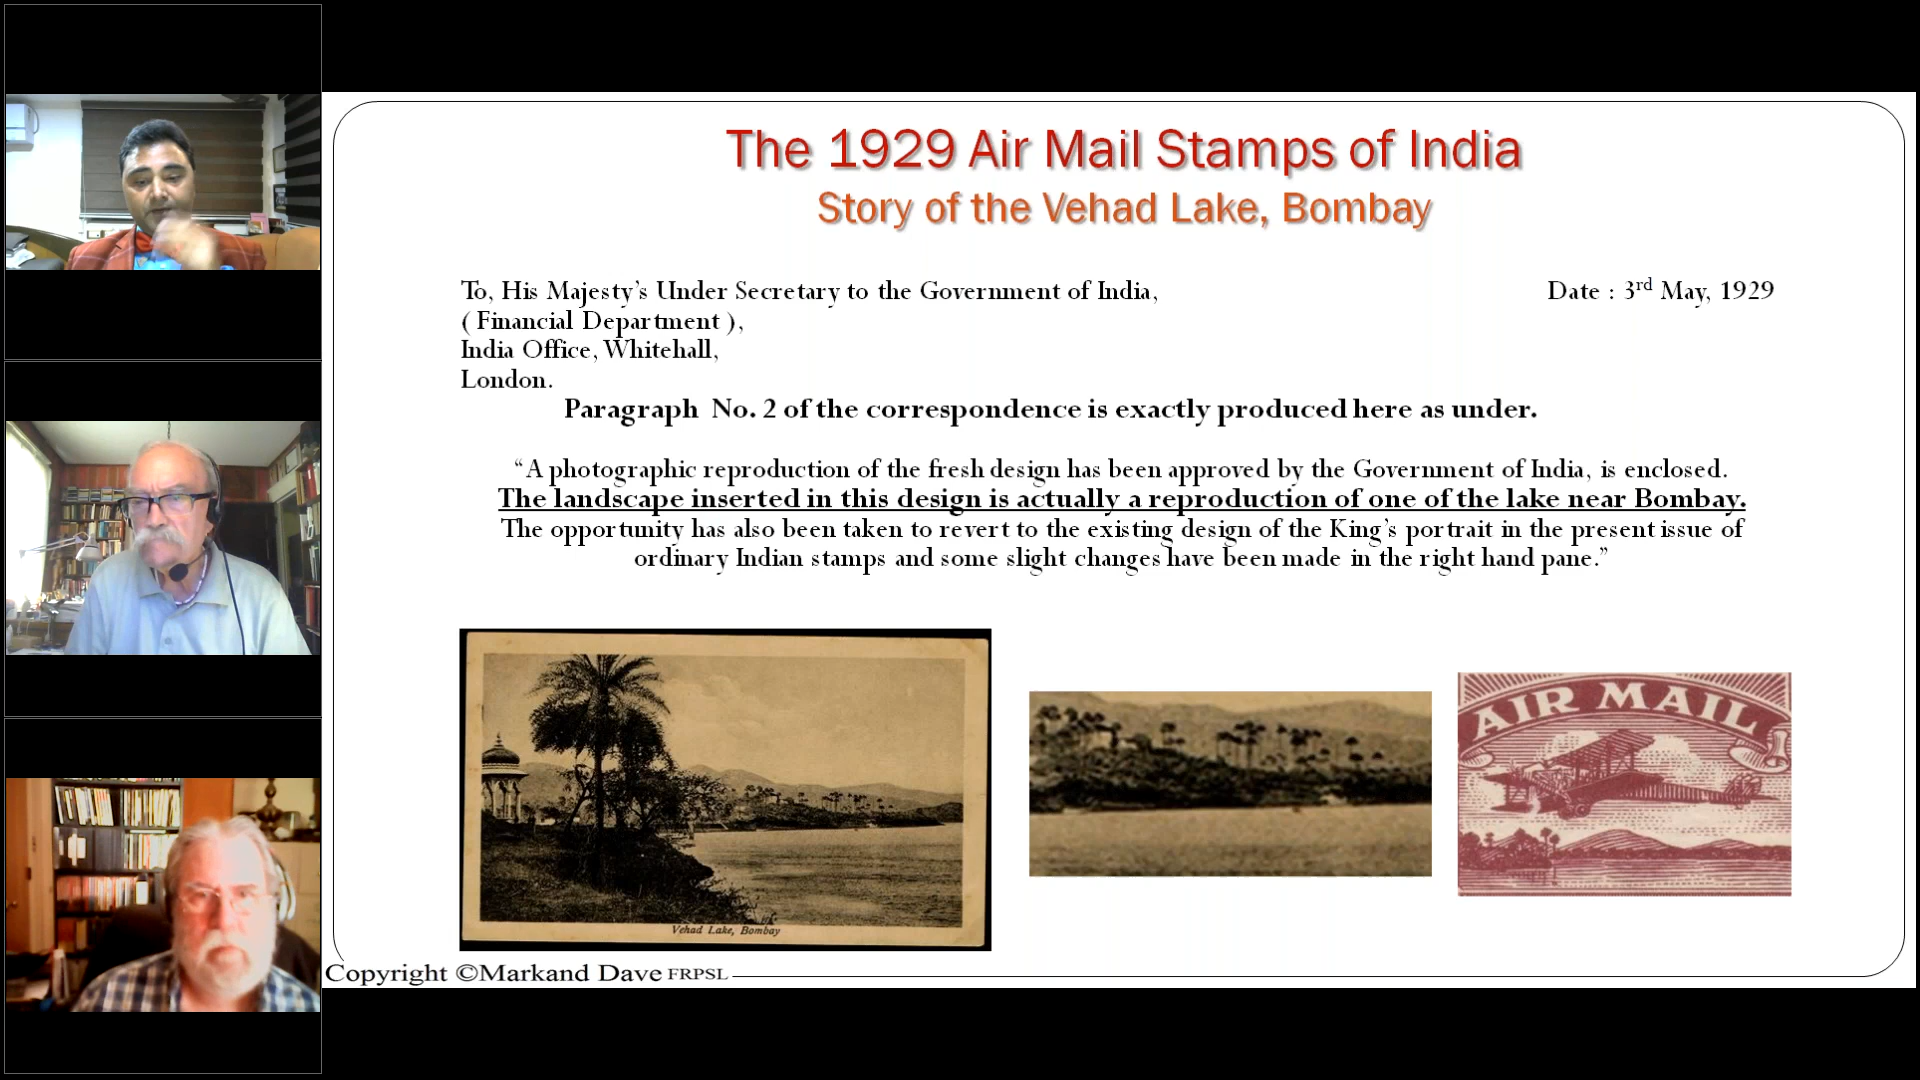 The 1929 Air Mail Stamps of India
Story of the Vehad Lake, Bombay
To, His Majesty’s Under Secretary to the Government of India, Date : 3rd May, 1929
( Financial Department ),
India Office, Whitehall,
London.
Paragraph No. 2 of the correspondence is exactly produced here as under.
“A photographic reproduction of the fresh design has been approved by the Government of India, is enclosed.
The landscape inserted in this design is actually a reproduction of one of the lake near Bombay.
The opportunity has also been taken to revert to the existing design of the King’s portrait in the present issue of
ordinary Indian stamps and some slight changes have been made in the right hand pane.”
Vehad Lake, Bombay
AIR MAIL
Copyright ©Markand Dave FRPSL